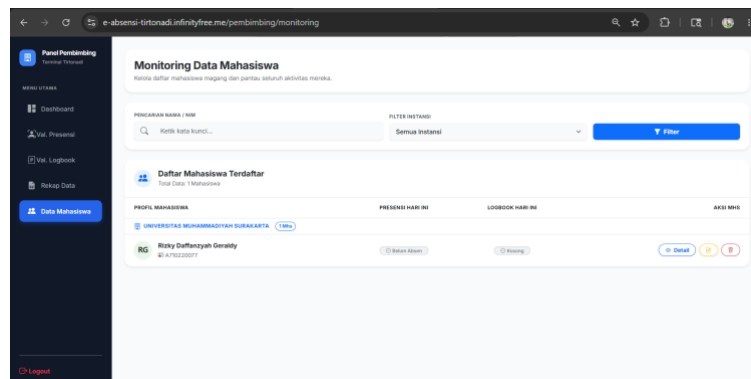 e-absensi-tirtonadi.infinityfree.me/pembimbing/monitoring
Panel Pembimbing
Terminal Tirtonadi
MENU UTAMA
Dashboard
Val. Presensi
Val. Logbook
Rekap Data
Data Mahasiswa
Logout
Monitoring Data Mahasiswa
Kelola daftar mahasiswa magang dan pantau seluruh aktivitas mereka.
PENCARIAN NAMA / NIM
FILTER INSTANSI
Ketik kata kunci...
Semua Instansi
Filter
Daftar Mahasiswa Terdaftar
Total Data: 1 Mahasiswa
PROFIL MAHASISWA
PRESENSI HARI INI
LOGBOOK HARI INI
AKSI MHS
UNIVERSITAS MUHAMMADIYAH SURAKARTA
1 Mhs
RG
Rizky Daffanzyah Geraldy
A710220077
Belum Absen
Kosong
Detail